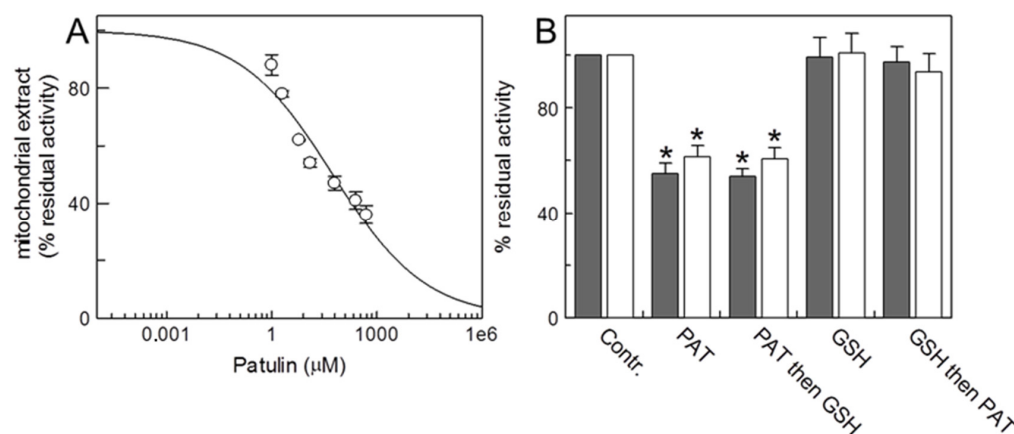 A
mitochondrial extract
(% residual activity)
80
40
0
0.001
1
1000
1e6
Patulin (μM)
B
% residual activity
80
40
0
*
*
*
*
Contr.
PAT
PAT then GSH
GSH
GSH then PAT